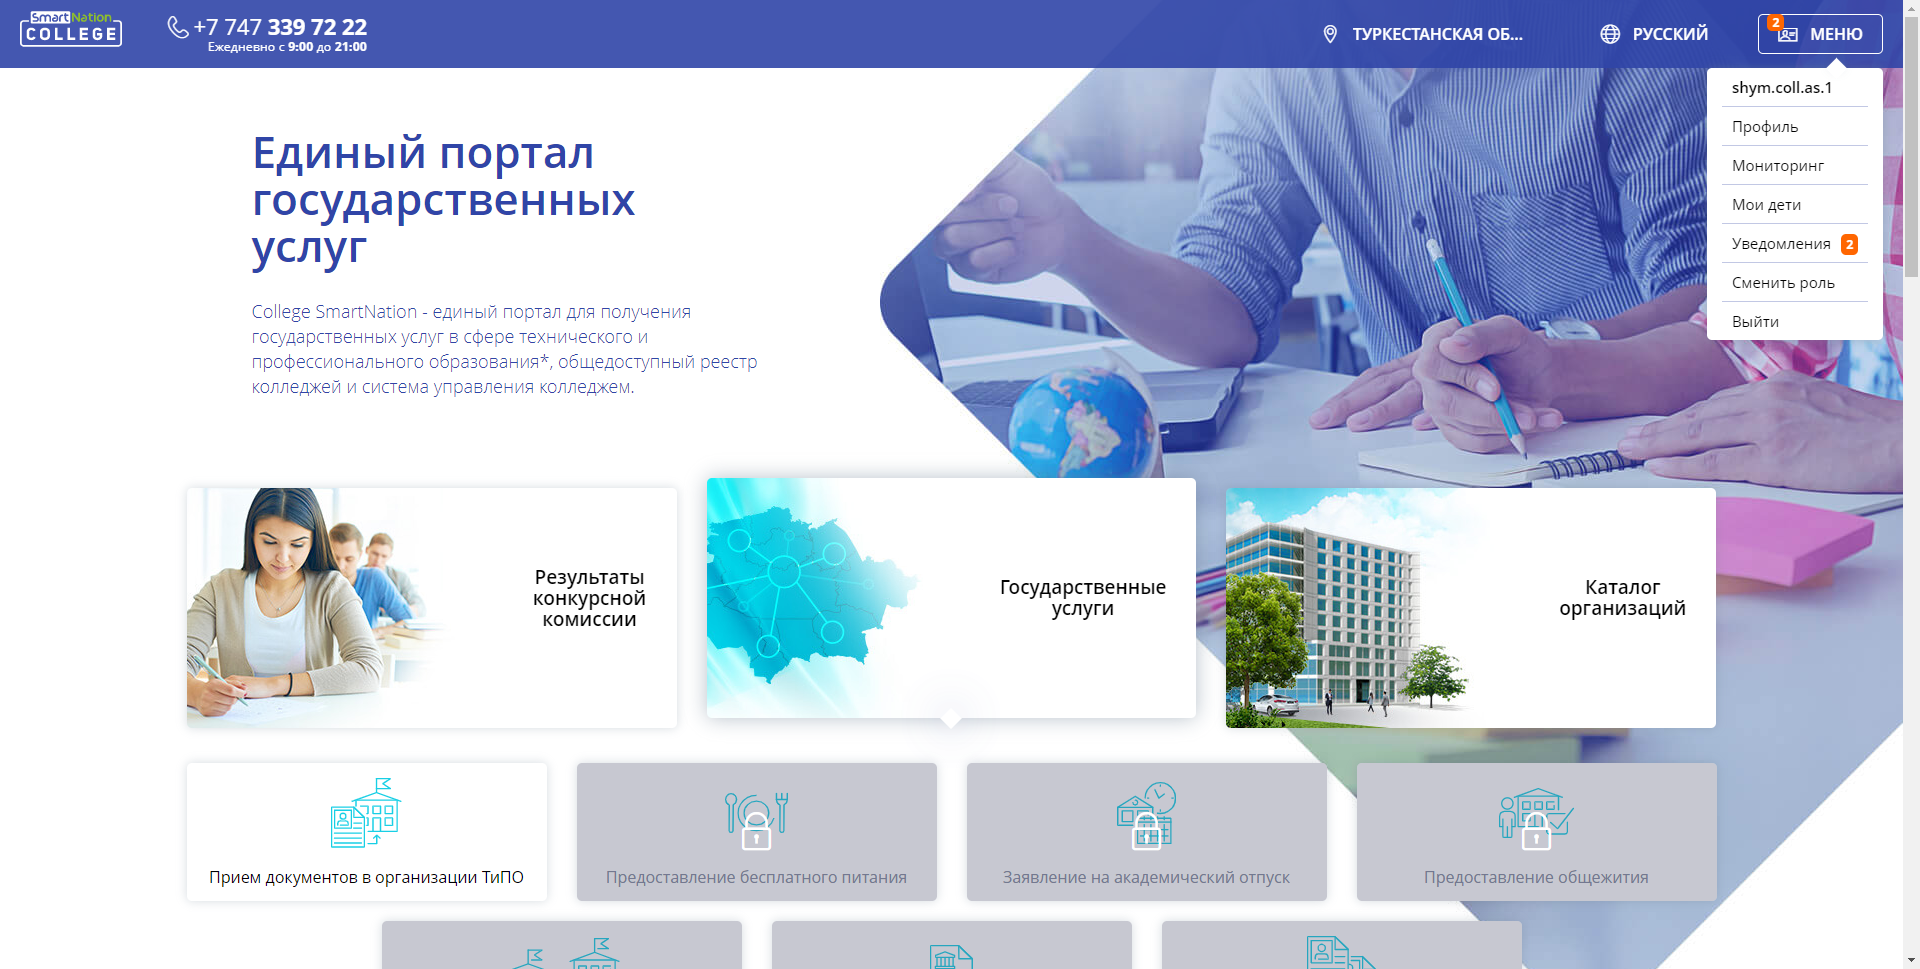 SmartNation
COLLEGE
+7 747 339 72 22
Ежедневно с 9:00 до 21:00
ТУРКЕСТАНСКАЯ ОБ...
РУССКИЙ
2
МЕНЮ
shym.coll.as.1
Профиль
Мониторинг
Мои дети
Уведомления 2
Сменить роль
Выйти
Единый портал
государственных
услуг
College SmartNation - единый портал для получения
государственных услуг в сфере технического и
профессионального образования*, общедоступный реестр
колледжей и система управления колледжем.
Результаты
конкурсной
комиссии
Государственные
услуги
Каталог
организаций
Прием документов в организации ТиПО
Предоставление бесплатного питания
Заявление на академический отпуск
Предоставление общежития